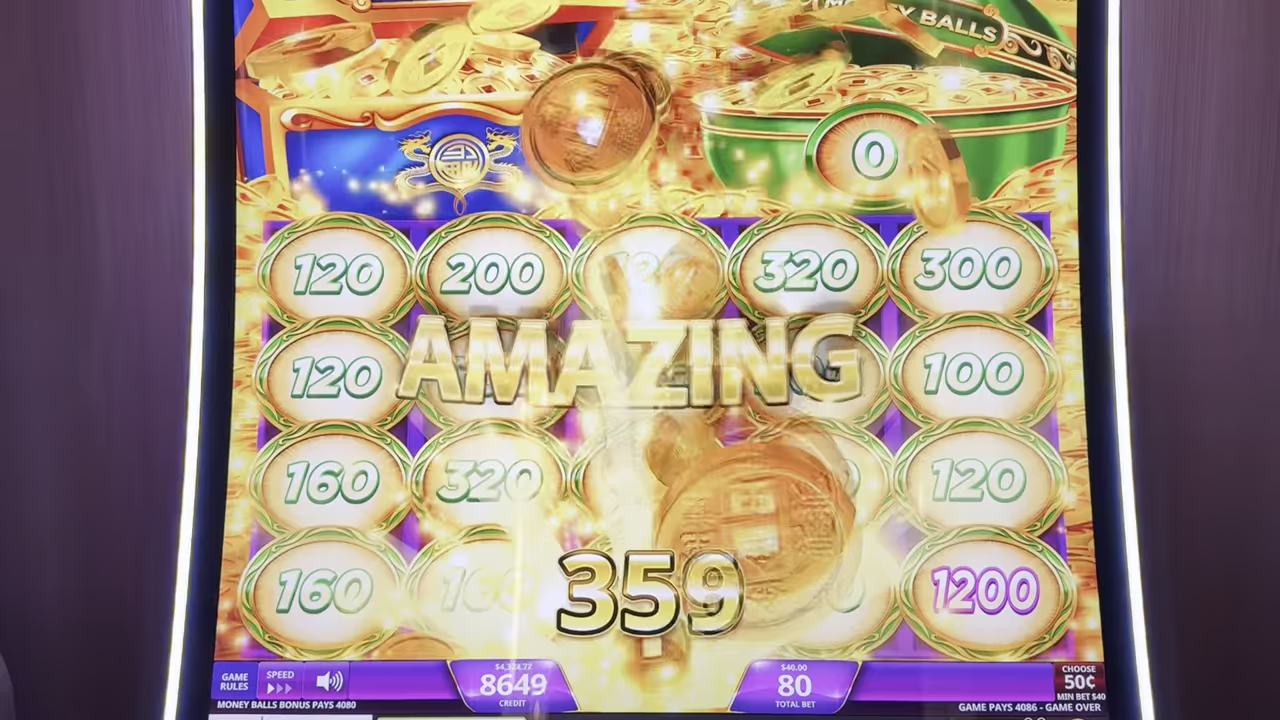 BALLS
0
120 200 320 300
120 100
AMAZING
160 320 120
160 160 1200
359
GAME RULES
SPEED
$40.00
8649
CREDIT
80
TOTAL BET
CHOOSE
50¢
MIN BET $40
MONEY BALLS BONUS PAYS 4080
GAME PAYS 4086 - GAME OVER